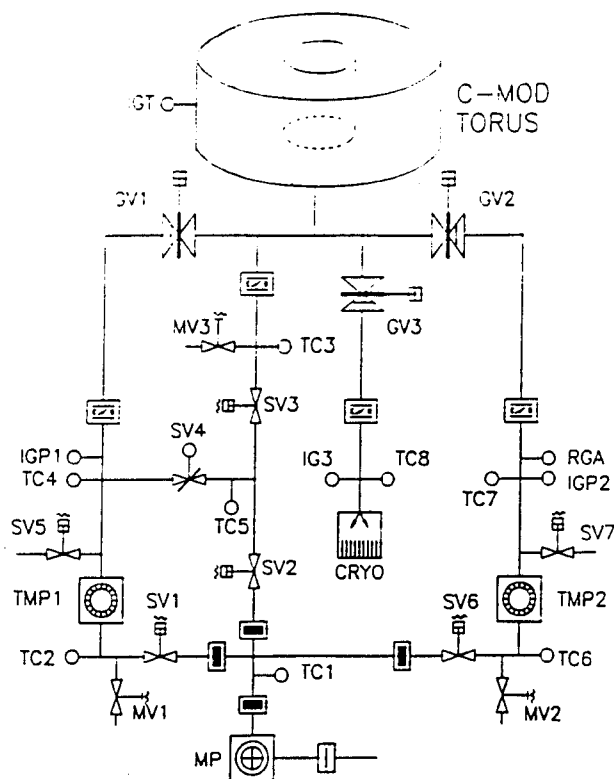 IGT
C-MOD
TORUS
GV1
GV2
MV3
TC3
GV3
SV3
SV4
IGP1
TC4
IG3
TC8
RGA
TC7
IGP2
TC5
SV5
SV7
SV2
CRYO
TMP1
SV1
SV6
TMP2
TC2
TC1
TC6
MV1
MV2
MP